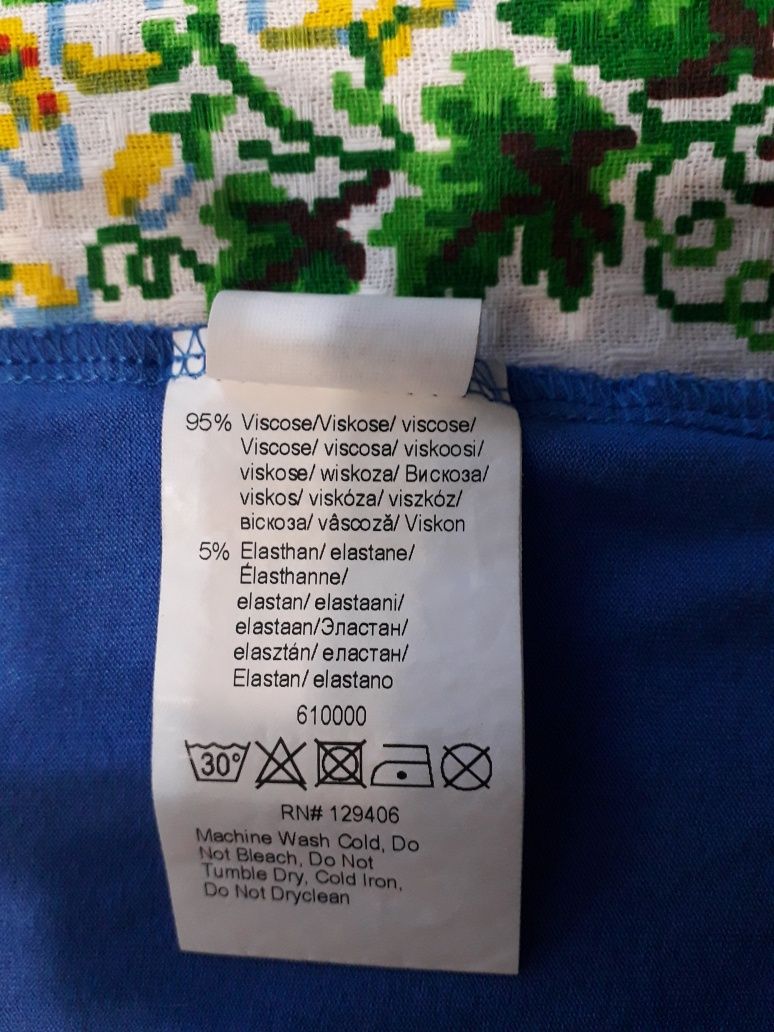 95% Viscose/Viskose/ viscose/
Viscose/ viscosa/ viskoosi/
viskose/ wiskoza/ Вискоза/
viskos/ viskóza/ viszkóz/
віскоза/ vâscoză/ Viskon
5% Elasthan/ elastane/
Élasthanne/
elastan/ elastaani/
elastaan/Эластан/
elasztán/ еластан/
Elastan/ elastano
610000
30°
RN# 129406
Machine Wash Cold, Do
Not Bleach, Do Not
Tumble Dry, Cold Iron,
Do Not Dryclean